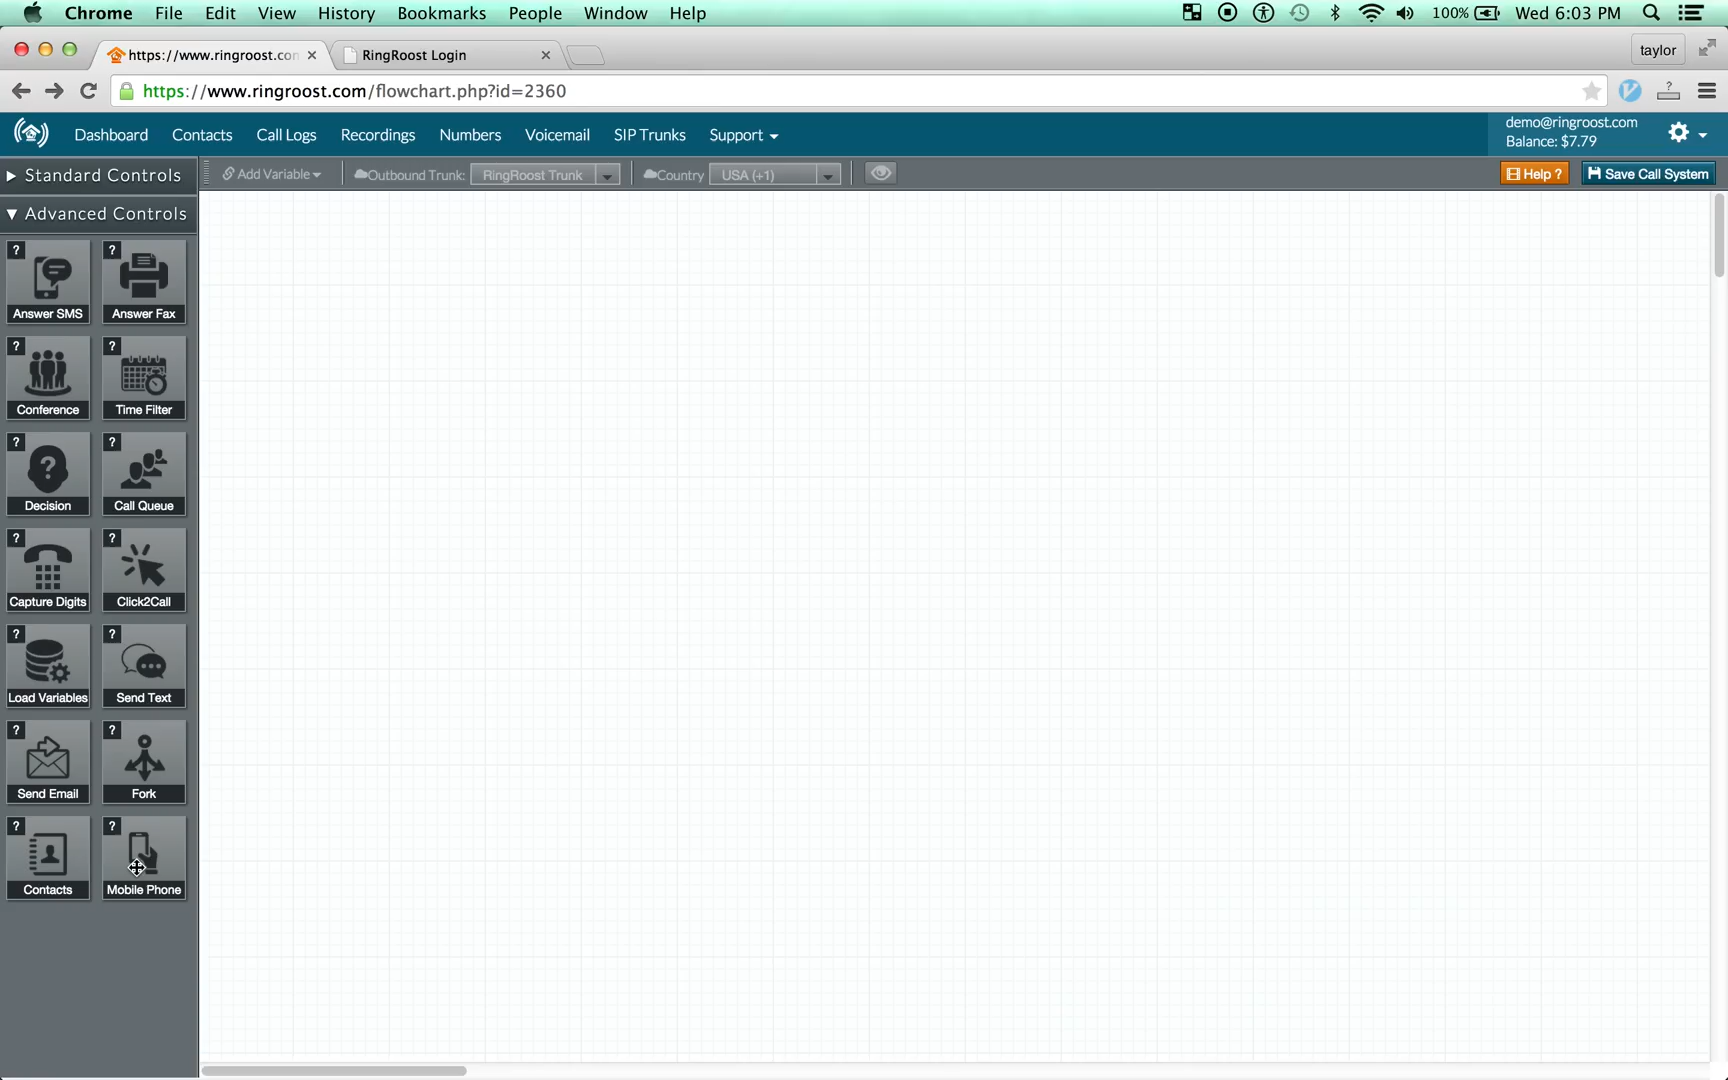 Chrome File Edit View History Bookmarks People Window Help 100% Wed 6:03 PM
https://www.ringroost.con RingRoost Login taylor
https://www.ringroost.com/flowchart.php?id=2360
Dashboard Contacts Call Logs Recordings Numbers Voicemail SIP Trunks Support
demo@ringroost.com
Balance: $7.79
Standard Controls
Add Variable Outbound Trunk: RingRoost Trunk Country USA (+1) Help ? Save Call System
Advanced Controls
? ?
Answer SMS Answer Fax
? ?
Conference Time Filter
? ?
Decision Call Queue
? ?
Capture Digits Click2Call
? ?
Load Variables Send Text
? ?
Send Email Fork
? ?
Contacts Mobile Phone